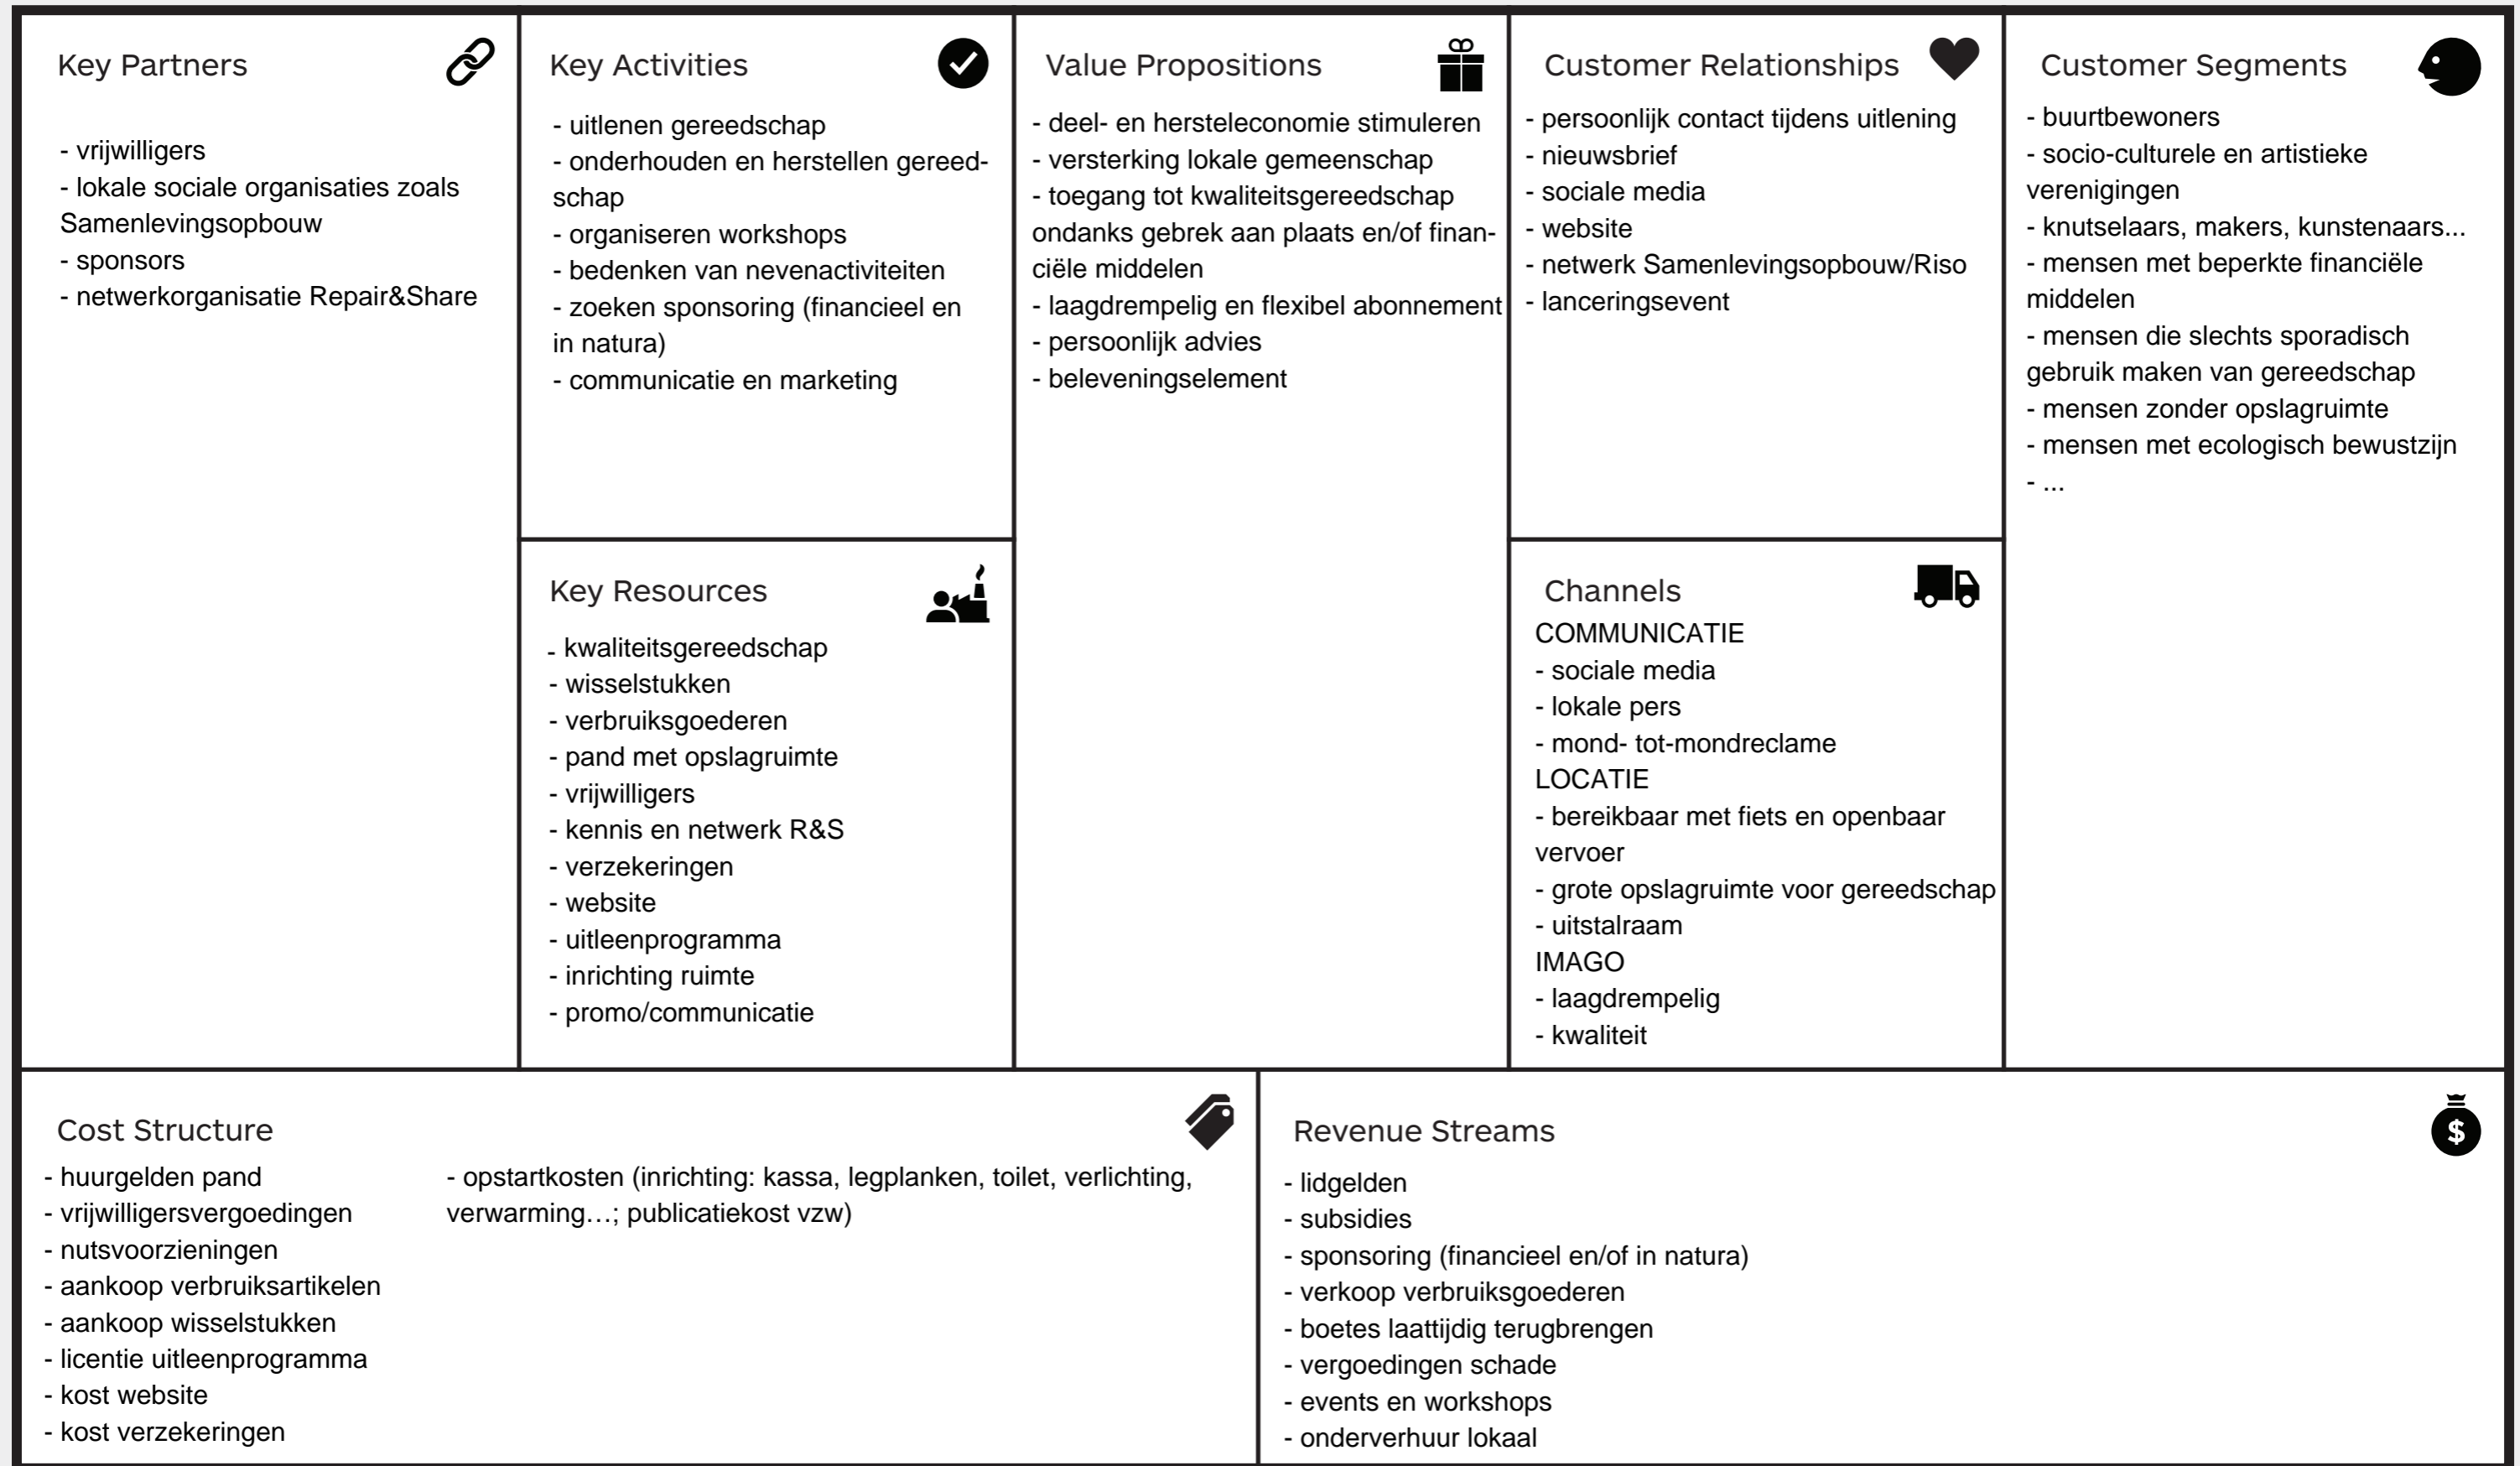 Key Partners
- vrijwilligers
- lokale sociale organisaties zoals
Samenlevingsopbouw
- sponsors
- netwerkorganisatie Repair&Share
Key Activities
- uitlenen gereedschap
- onderhouden en herstellen gereed-
schap
- organiseren workshops
- bedenken van nevenactiviteiten
- zoeken sponsoring (financieel en
in natura)
- communicatie en marketing
Key Resources
- kwaliteitsgereedschap
- wisselstukken
- verbruiksgoederen
- pand met opslagruimte
- vrijwilligers
- kennis en netwerk R&S
- verzekeringen
- website
- uitleenprogramma
- inrichting ruimte
- promo/communicatie
Value Propositions
- deel- en hersteleconomie stimuleren
- versterking lokale gemeenschap
- toegang tot kwaliteitsgereedschap
ondanks gebrek aan plaats en/of finan-
ciële middelen
- laagdrempelig en flexibel abonnement
- persoonlijk advies
- beleveningselement
Customer Relationships
- persoonlijk contact tijdens uitlening
- nieuwsbrief
- sociale media
- website
- netwerk Samenlevingsopbouw/Riso
- lanceringsevent
Channels
COMMUNICATIE
- sociale media
- lokale pers
- mond- tot-mondreclame
LOCATIE
- bereikbaar met fiets en openbaar
vervoer
- grote opslagruimte voor gereedschap
- uitstalraam
IMAGO
- laagdrempelig
- kwaliteit
Customer Segments
- buurtbewoners
- socio-culturele en artistieke
verenigingen
- knutselaars, makers, kunstenaars...
- mensen met beperkte financiële
middelen
- mensen die slechts sporadisch
gebruik maken van gereedschap
- mensen zonder opslagruimte
- mensen met ecologisch bewustzijn
- ...
Cost Structure
- huurgelden pand
- vrijwilligersvergoedingen
- nutsvoorzieningen
- aankoop verbruiksartikelen
- aankoop wisselstukken
- licentie uitleenprogramma
- kost website
- kost verzekeringen
- opstartkosten (inrichting: kassa, legplanken, toilet, verlichting,
verwarming…; publicatiekost vzw)
Revenue Streams
$
- lidgelden
- subsidies
- sponsoring (financieel en/of in natura)
- verkoop verbruiksgoederen
- boetes laattijdig terugbrengen
- vergoedingen schade
- events en workshops
- onderverhuur lokaal